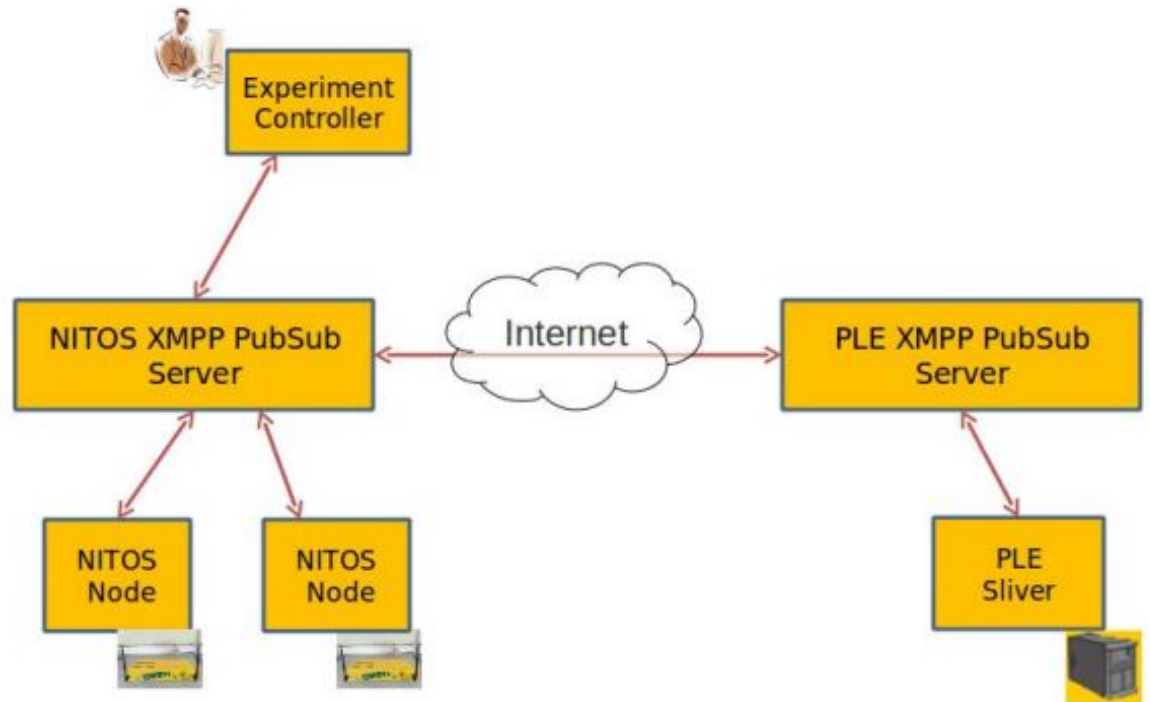 Experiment
Controller
NITOS XMPP PubSub
Server
Internet
PLE XMPP PubSub
Server
NITOS
Node
NITOS
Node
PLE
Sliver